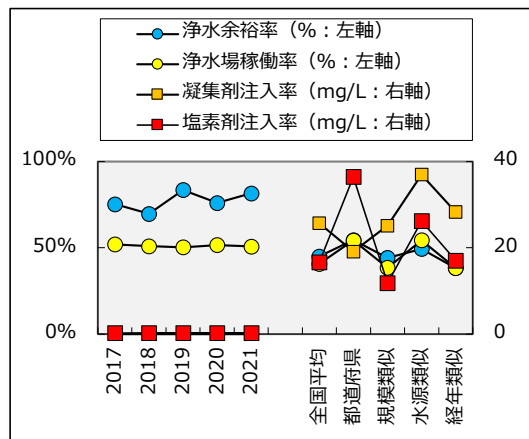 浄水余裕率（%：左軸）
浄水場稼働率（%：左軸）
凝集剤注入率（mg/L：右軸）
塩素剤注入率（mg/L：右軸）
100%
40
50%
20
0%
0
2017
2018
2019
2020
2021
全国平均
都道府県
規模類似
水源類似
経年類似